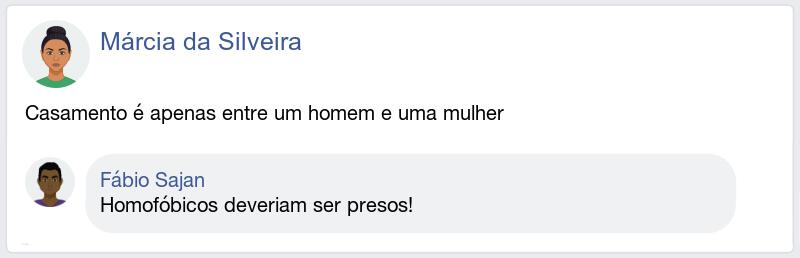 Márcia da Silveira
Casamento é apenas entre um homem e uma mulher
Fábio Sajan
Homofóbicos deveriam ser presos!